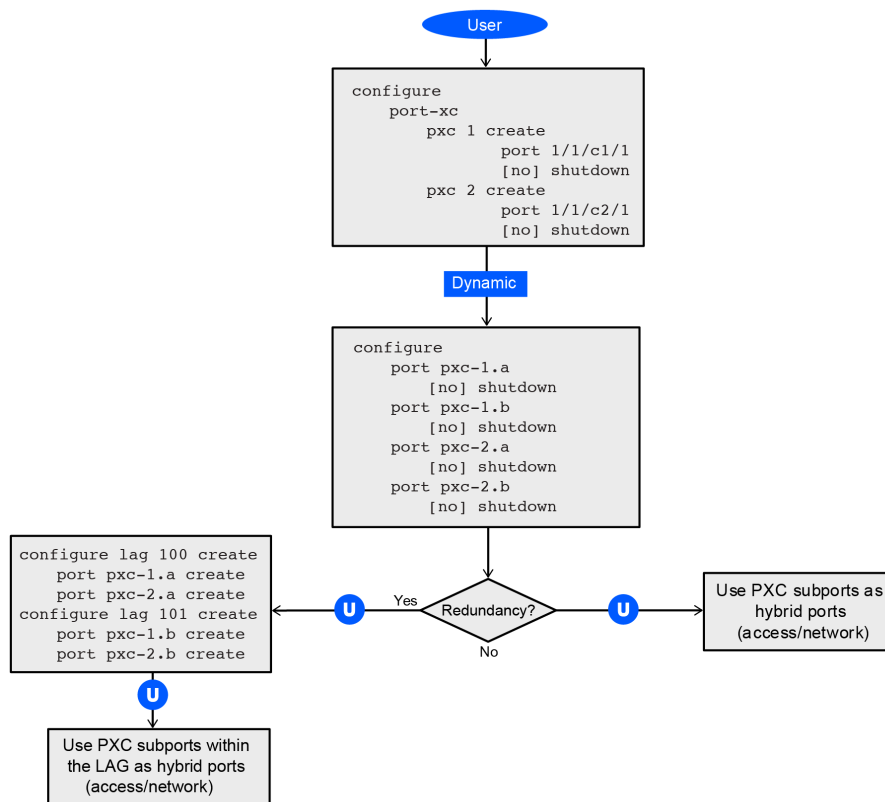 User
configure
port-xc
pxc 1 create
port 1/1/c1/1
[no] shutdown
pxc 2 create
port 1/1/c2/1
[no] shutdown
Dynamic
configure
port pxc-1.a
[no] shutdown
port pxc-1.b
[no] shutdown
port pxc-2.a
[no] shutdown
port pxc-2.b
[no] shutdown
configure lag 100 create
port pxc-1.a create
port pxc-2.a create
configure lag 101 create
port pxc-1.b create
port pxc-2.b create
U
Yes
Redundancy?
No
U
Use PXC subports as
hybrid ports
(access/network)
U
Use PXC subports within
the LAG as hybrid ports
(access/network)